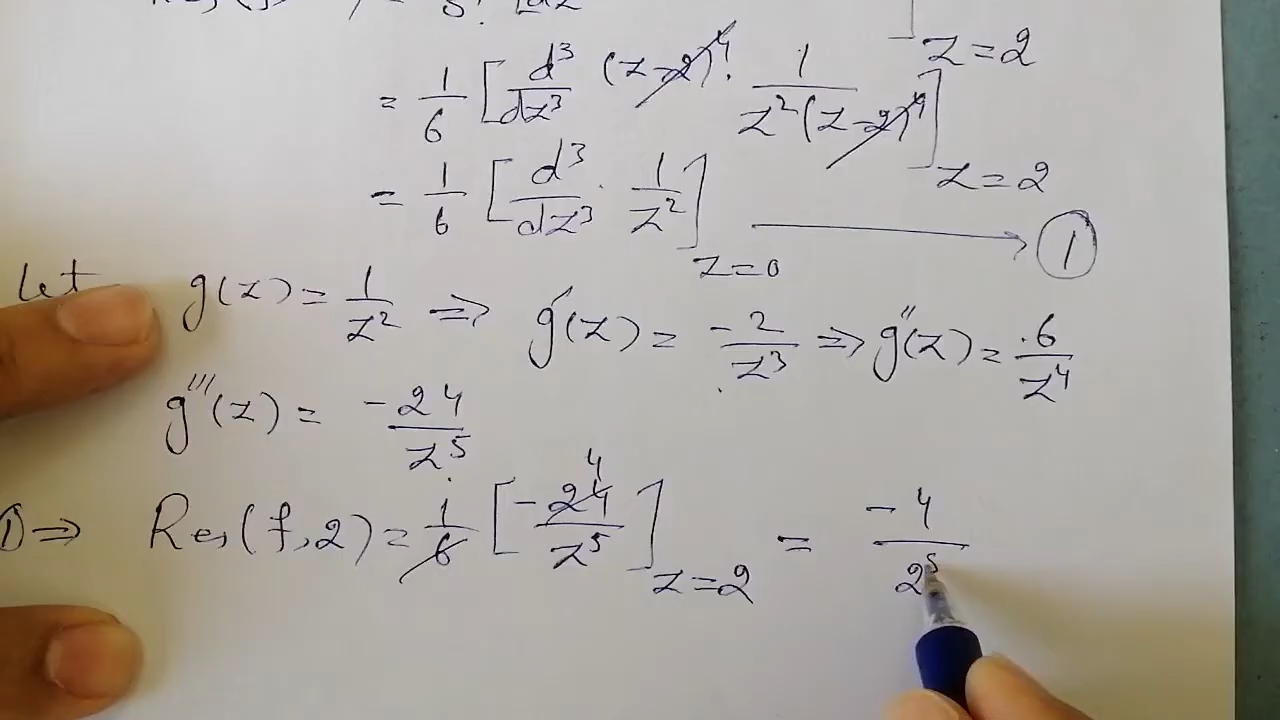 = 1/6 [ d³/dz³ (z-2)⁴ · 1/(z²(z-2)⁴) ]_{z=2}
= 1/6 [ d³/dz³ · 1/z² ]_{z=0} ⟶ ①
let g(z) = 1/z² ⇒ g′(z) = -2/z³ ⇒ g″(z) = 6/z⁴
g‴(z) = -24/z⁵
① ⇒ Res(f,2) = 1/6 [ -24/z⁵ ]_{z=2} = -4/2⁵
4